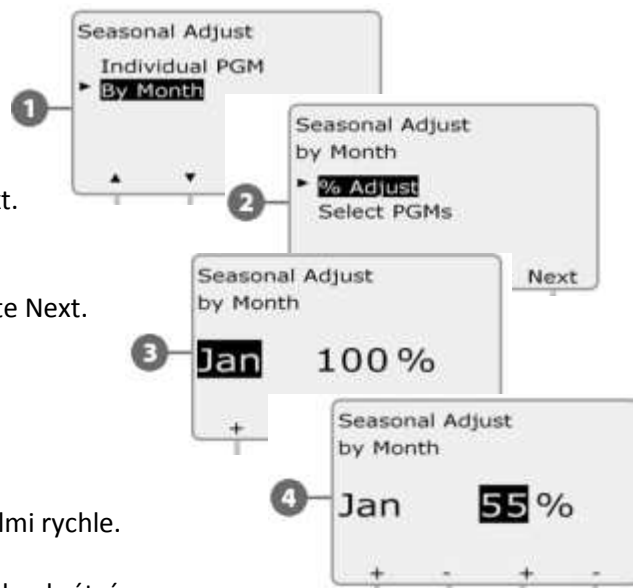 Seasonal Adjust
Individual PGM
► By Month
▲ ▼
1
Seasonal Adjust
by Month
► % Adjust
Select PGMs
Next
2
t.
te Next.
Seasonal Adjust
by Month
Jan 100 %
+
3
Seasonal Adjust
by Month
Jan 55 %
+ - + -
4
lmi rychle.